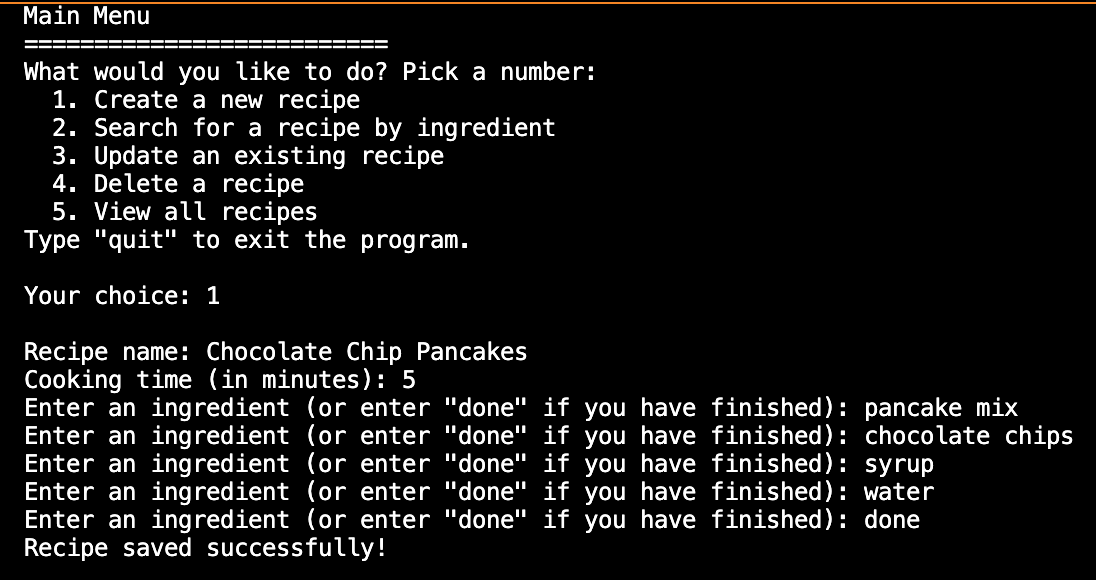 Main Menu
==========================
What would you like to do? Pick a number:
  1. Create a new recipe
  2. Search for a recipe by ingredient
  3. Update an existing recipe
  4. Delete a recipe
  5. View all recipes
Type "quit" to exit the program.

Your choice: 1

Recipe name: Chocolate Chip Pancakes
Cooking time (in minutes): 5
Enter an ingredient (or enter "done" if you have finished): pancake mix
Enter an ingredient (or enter "done" if you have finished): chocolate chips
Enter an ingredient (or enter "done" if you have finished): syrup
Enter an ingredient (or enter "done" if you have finished): water
Enter an ingredient (or enter "done" if you have finished): done
Recipe saved successfully!